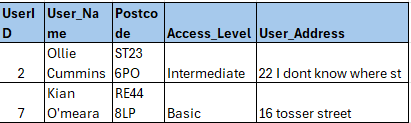 UserI User_Na Postco
D me de Access_Level User_Address
Ollie ST23
2 Cummins 6PO Intermediate 22 I dont know where st
Kian RE44
7 O'meara 8LP Basic 16 tosser street